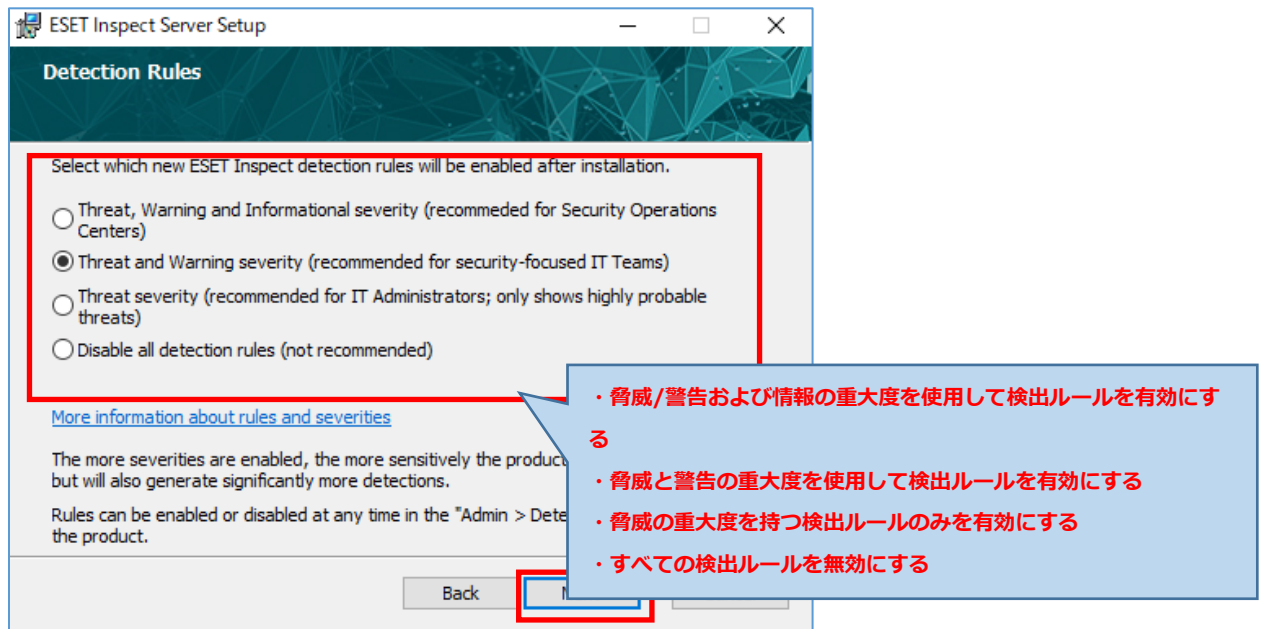 ESET Inspect Server Setup
Detection Rules
Select which new ESET Inspect detection rules will be enabled after installation.
Threat, Warning and Informational severity (recommeded for Security Operations
Centers)
Threat and Warning severity (recommended for security-focused IT Teams)
Threat severity (recommended for IT Administrators; only shows highly probable
threats)
Disable all detection rules (not recommended)
・脅威/警告および情報の重大度を使用して検出ルールを有効にす
る
・脅威と警告の重大度を使用して検出ルールを有効にする
・脅威の重大度を持つ検出ルールのみを有効にする
・すべての検出ルールを無効にする
More information about rules and severities
The more severities are enabled, the more sensitively the product
but will also generate significantly more detections.
Rules can be enabled or disabled at any time in the "Admin > Dete
the product.
Back